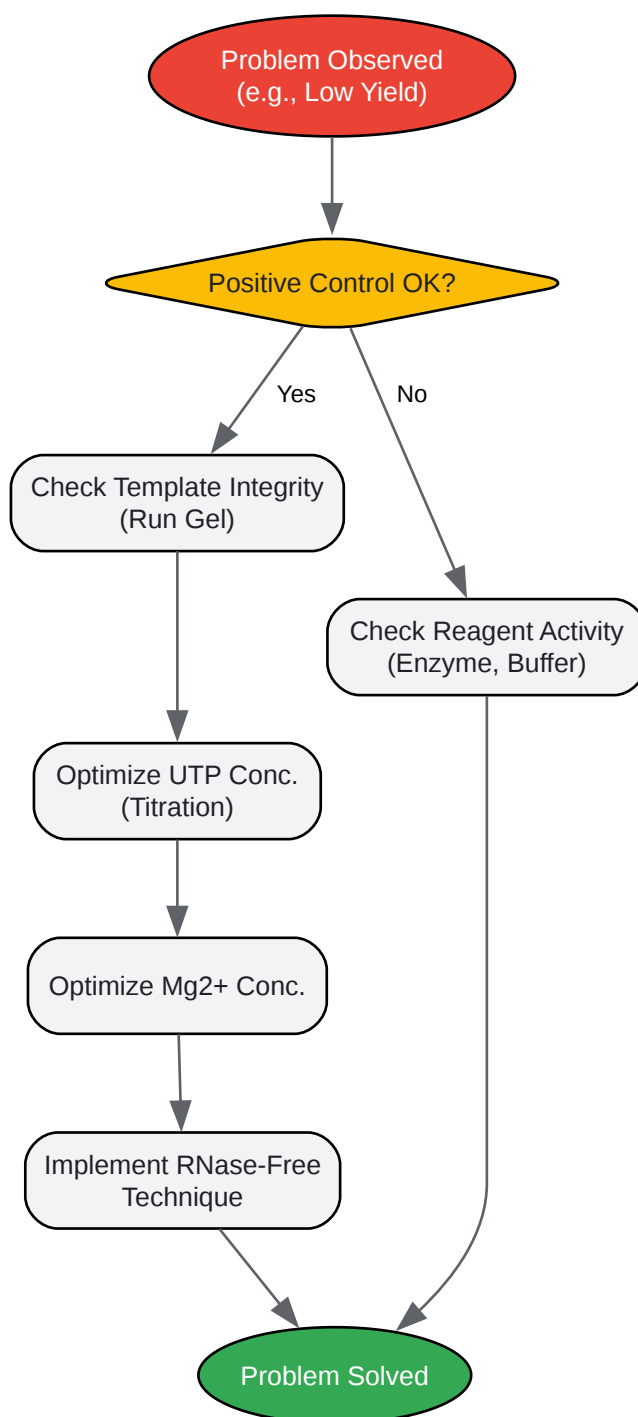 Problem Observed
(e.g., Low Yield)
Positive Control OK?
Yes
No
Check Template Integrity
(Run Gel)
Check Reagent Activity
(Enzyme, Buffer)
Optimize UTP Conc.
(Titration)
Optimize Mg2+ Conc.
Implement RNase-Free
Technique
Problem Solved